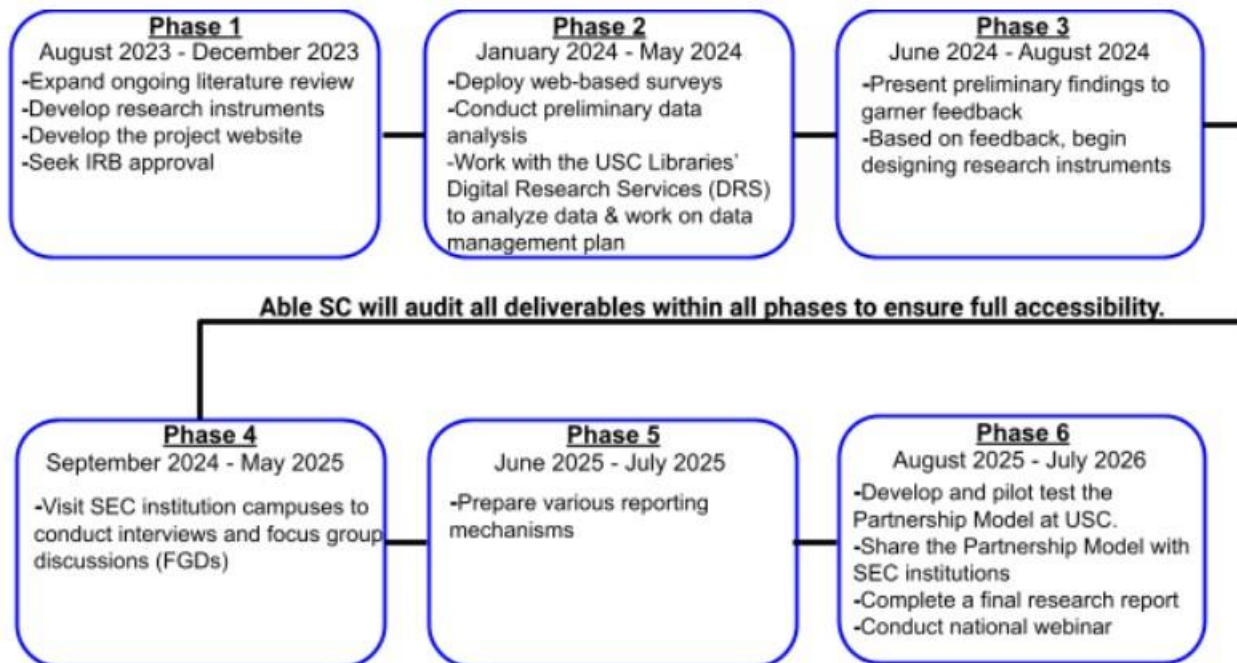 Phase 1
August 2023 - December 2023
-Expand ongoing literature review
-Develop research instruments
-Develop the project website
-Seek IRB approval
Phase 2
January 2024 - May 2024
-Deploy web-based surveys
-Conduct preliminary data
analysis
-Work with the USC Libraries'
Digital Research Services (DRS)
to analyze data & work on data
management plan
Phase 3
June 2024 - August 2024
-Present preliminary findings to
garner feedback
-Based on feedback, begin
designing research instruments
Able SC will audit all deliverables within all phases to ensure full accessibility.
Phase 4
September 2024 - May 2025
-Visit SEC institution campuses to
conduct interviews and focus group
discussions (FGDs)
Phase 5
June 2025 - July 2025
-Prepare various reporting
mechanisms
Phase 6
August 2025 - July 2026
-Develop and pilot test the
Partnership Model at USC.
-Share the Partnership Model with
SEC institutions
-Complete a final research report
-Conduct national webinar